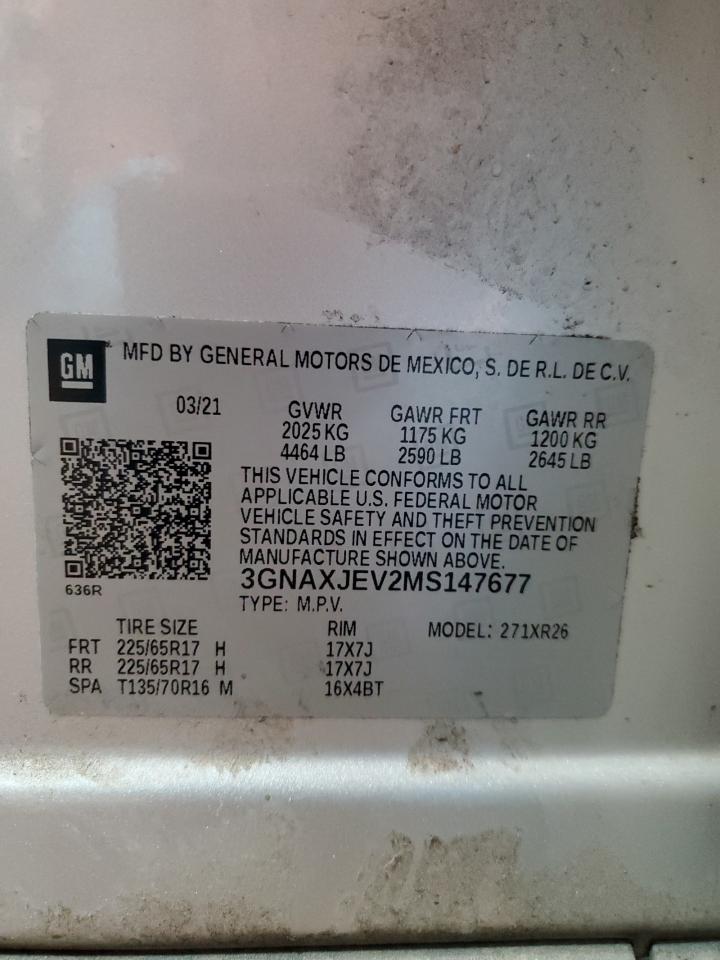 GM MFD BY GENERAL MOTORS DE MEXICO, S. DE R.L. DE C.V.
03/21 GVWR GAWR FRT GAWR RR
2025 KG 1175 KG 1200 KG
4464 LB 2590 LB 2645 LB
THIS VEHICLE CONFORMS TO ALL
APPLICABLE U.S. FEDERAL MOTOR
VEHICLE SAFETY AND THEFT PREVENTION
STANDARDS IN EFFECT ON THE DATE OF
MANUFACTURE SHOWN ABOVE.
636R 3GNAXJEV2MS147677
TYPE: M.P.V.
TIRE SIZE RIM MODEL: 271XR26
FRT 225/65R17 H 17X7J
RR 225/65R17 H 17X7J
SPA T135/70R16 M 16X4BT